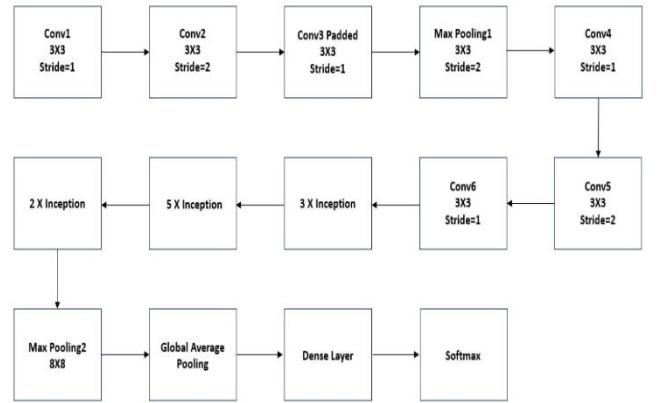 Conv1
3X3
Stride=1
Conv2
3X3
Stride=2
Conv3 Padded
3X3
Stride=1
Max Pooling1
3X3
Stride=2
Conv4
3X3
Stride=1
Conv5
3X3
Stride=2
Conv6
3X3
Stride=1
3 X Inception
5 X Inception
2 X Inception
Max Pooling2
8X8
Global Average
Pooling
Dense Layer
Softmax